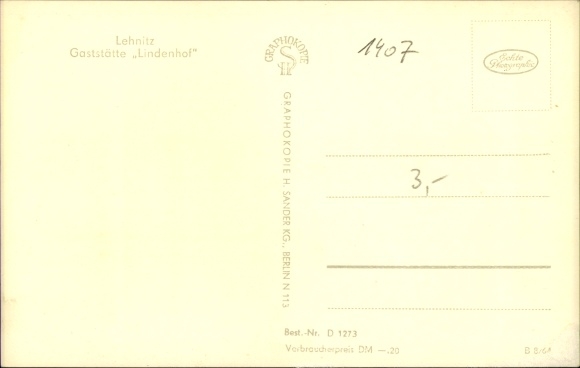 Lehnitz
Gaststätte „Lindenhof"
GRAPHOKOPIE
H
GRAPHOKOPIE H. SANDER KG., BERLIN N 113
1407
Echte
Photographie
3,–
Best.-Nr. D 1273
Verbraucherpreis DM —.20